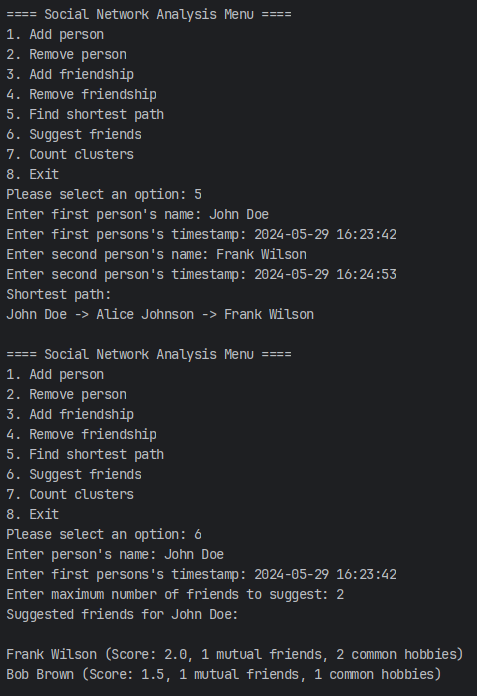 ==== Social Network Analysis Menu ====
1. Add person
2. Remove person
3. Add friendship
4. Remove friendship
5. Find shortest path
6. Suggest friends
7. Count clusters
8. Exit
Please select an option: 5
Enter first person's name: John Doe
Enter first persons's timestamp: 2024-05-29 16:23:42
Enter second person's name: Frank Wilson
Enter second person's timestamp: 2024-05-29 16:24:53
Shortest path:
John Doe -> Alice Johnson -> Frank Wilson

==== Social Network Analysis Menu ====
1. Add person
2. Remove person
3. Add friendship
4. Remove friendship
5. Find shortest path
6. Suggest friends
7. Count clusters
8. Exit
Please select an option: 6
Enter person's name: John Doe
Enter first persons's timestamp: 2024-05-29 16:23:42
Enter maximum number of friends to suggest: 2
Suggested friends for John Doe:

Frank Wilson (Score: 2.0, 1 mutual friends, 2 common hobbies)
Bob Brown (Score: 1.5, 1 mutual friends, 1 common hobbies)